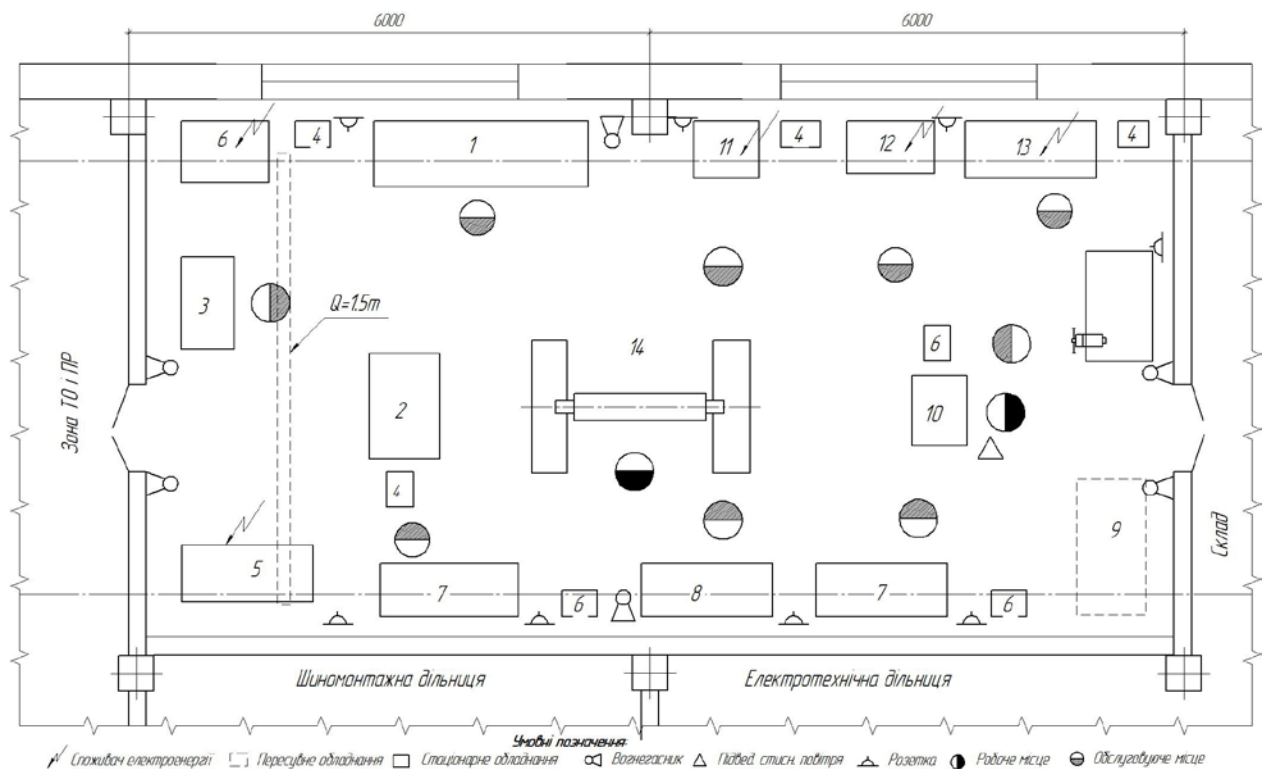 6000 6000
6 4 1 11 4 12 13 4
3 Q=1.5т 14 6
Зона ТО і ПР 2 10
4 9 Склад
5 7 6 8 7 6
Шиномонтажна дільниця Електротехнічна дільниця
Умовні позначення:
Споживач електроенергії Пересувне обладнання Стаціонарне обладнання Вогнегасник Підвед. стисн. повітря Розетка Робоче місце Обслуговуюче місце